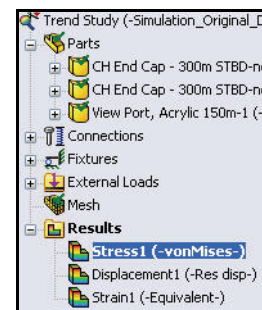 Trend Study (-Simulation_Original_D
Parts
CH End Cap - 300m STBD-n
CH End Cap - 300m STBD-n
View Port, Acrylic 150m-1 (-
Connections
Fixtures
External Loads
Mesh
Results
Stress1 (-vonMises-)
Displacement1 (-Res disp-)
Strain1 (-Equivalent-)